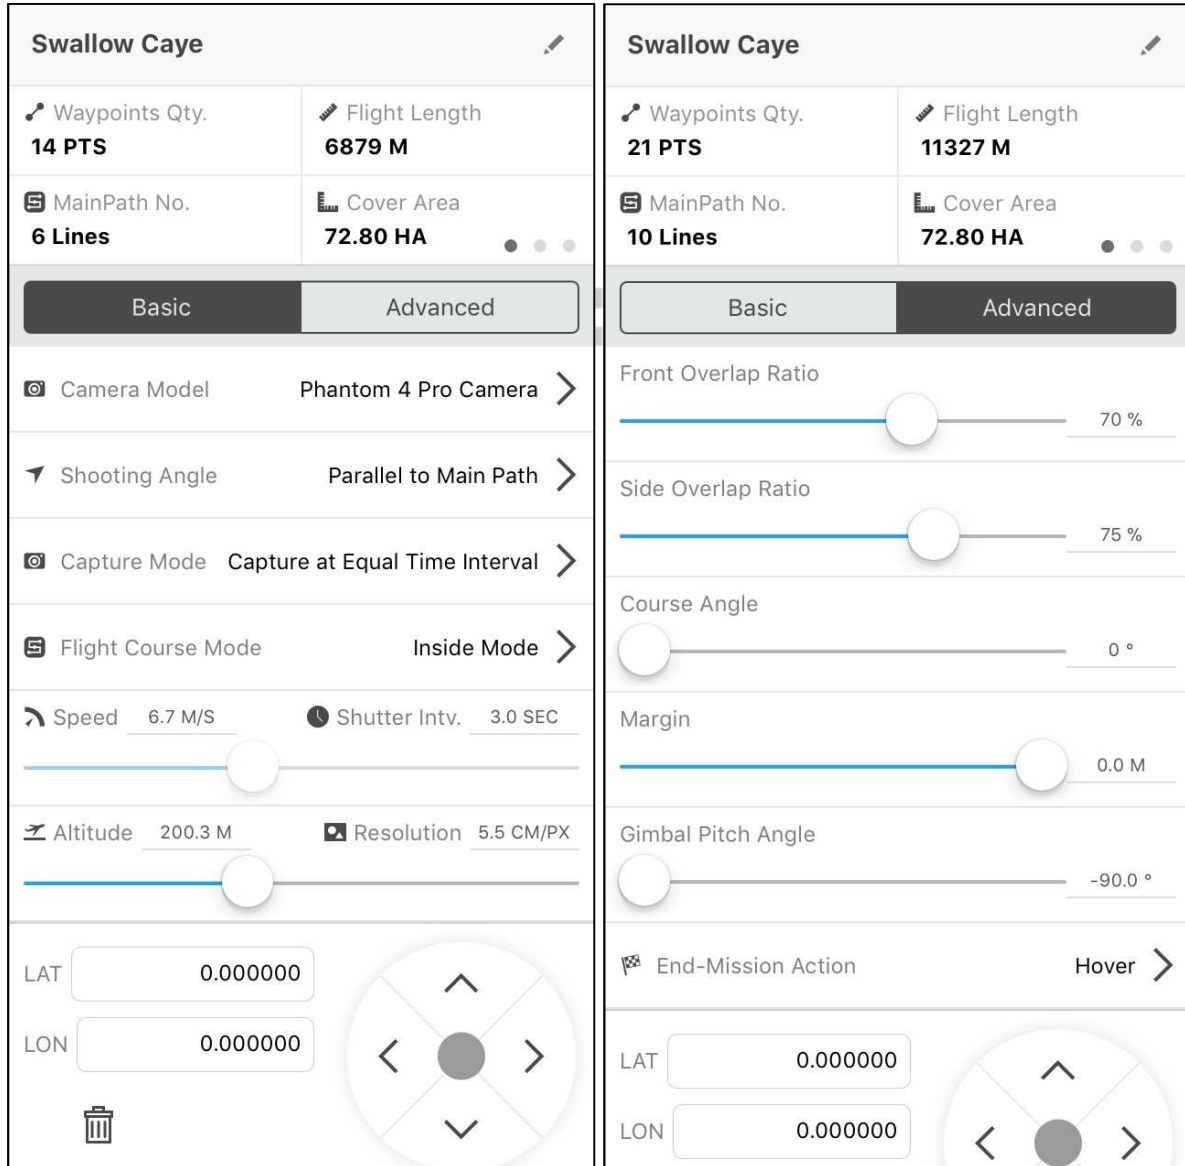 Swallow Caye
Waypoints Qty.
Flight Length
14 PTS
6879 M
MainPath No.
Cover Area
6 Lines
72.80 HA
Basic
Advanced
Camera Model
Phantom 4 Pro Camera
Shooting Angle
Parallel to Main Path
Capture Mode
Capture at Equal Time Interval
Flight Course Mode
Inside Mode
Speed 6.7 M/S
Shutter Intv. 3.0 SEC
Altitude 200.3 M
Resolution 5.5 CM/PX
LAT 0.000000
LON 0.000000
Swallow Caye
Waypoints Qty.
Flight Length
21 PTS
11327 M
MainPath No.
Cover Area
10 Lines
72.80 HA
Basic
Advanced
Front Overlap Ratio
70 %
Side Overlap Ratio
75 %
Course Angle
0 °
Margin
0.0 M
Gimbal Pitch Angle
-90.0 °
End-Mission Action
Hover
LAT 0.000000
LON 0.000000